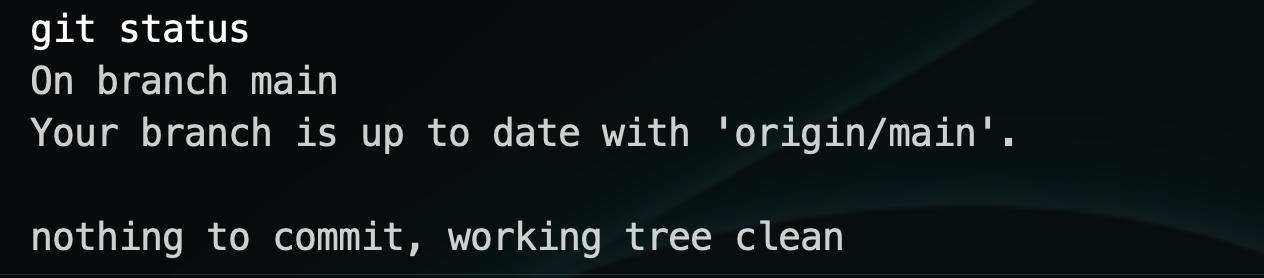 git status
On branch main
Your branch is up to date with 'origin/main'.
nothing to commit, working tree clean